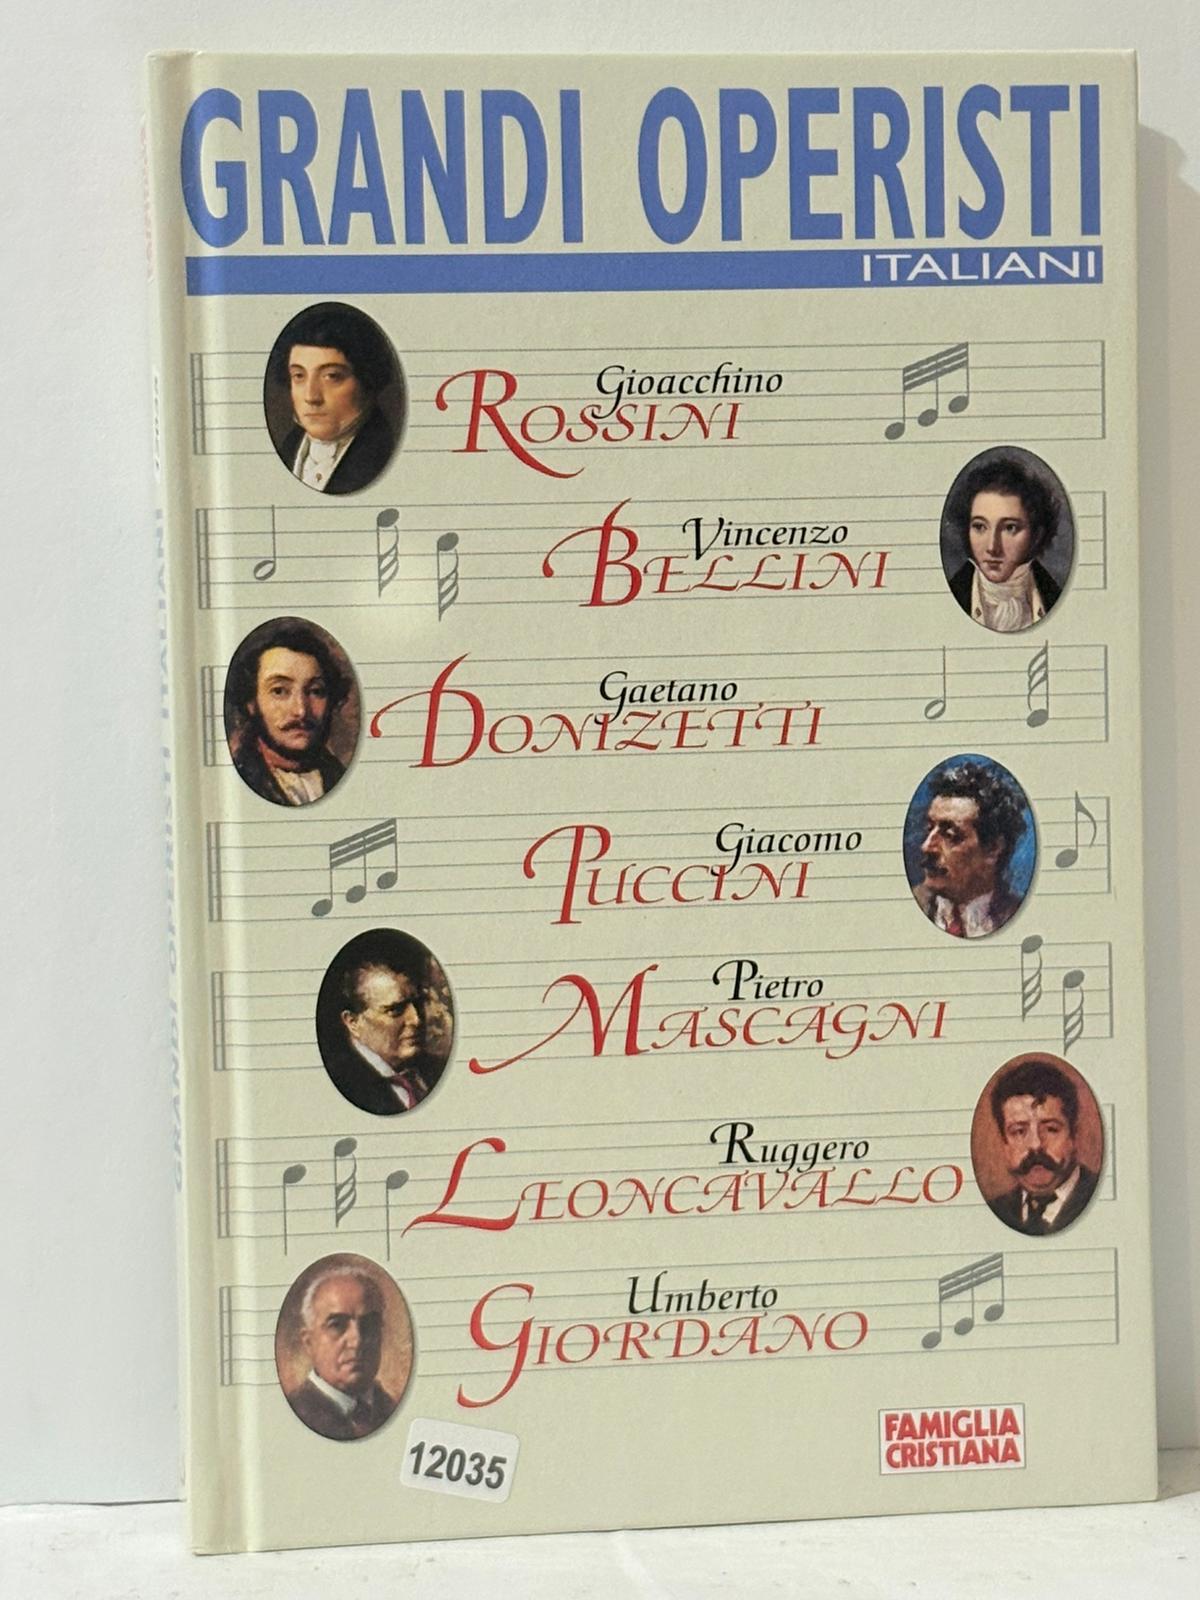 GRANDI OPERISTI
ITALIANI
Gioacchino
ROSSINI
Vincenzo
BELLINI
Gaetano
DONIZETTI
Giacomo
PUCCINI
Pietro
MASCAGNI
Ruggero
LEONCAVALLO
Umberto
GIORDANO
12035
FAMIGLIA
CRISTIANA
GRANDI OPERISTI ITALIANI